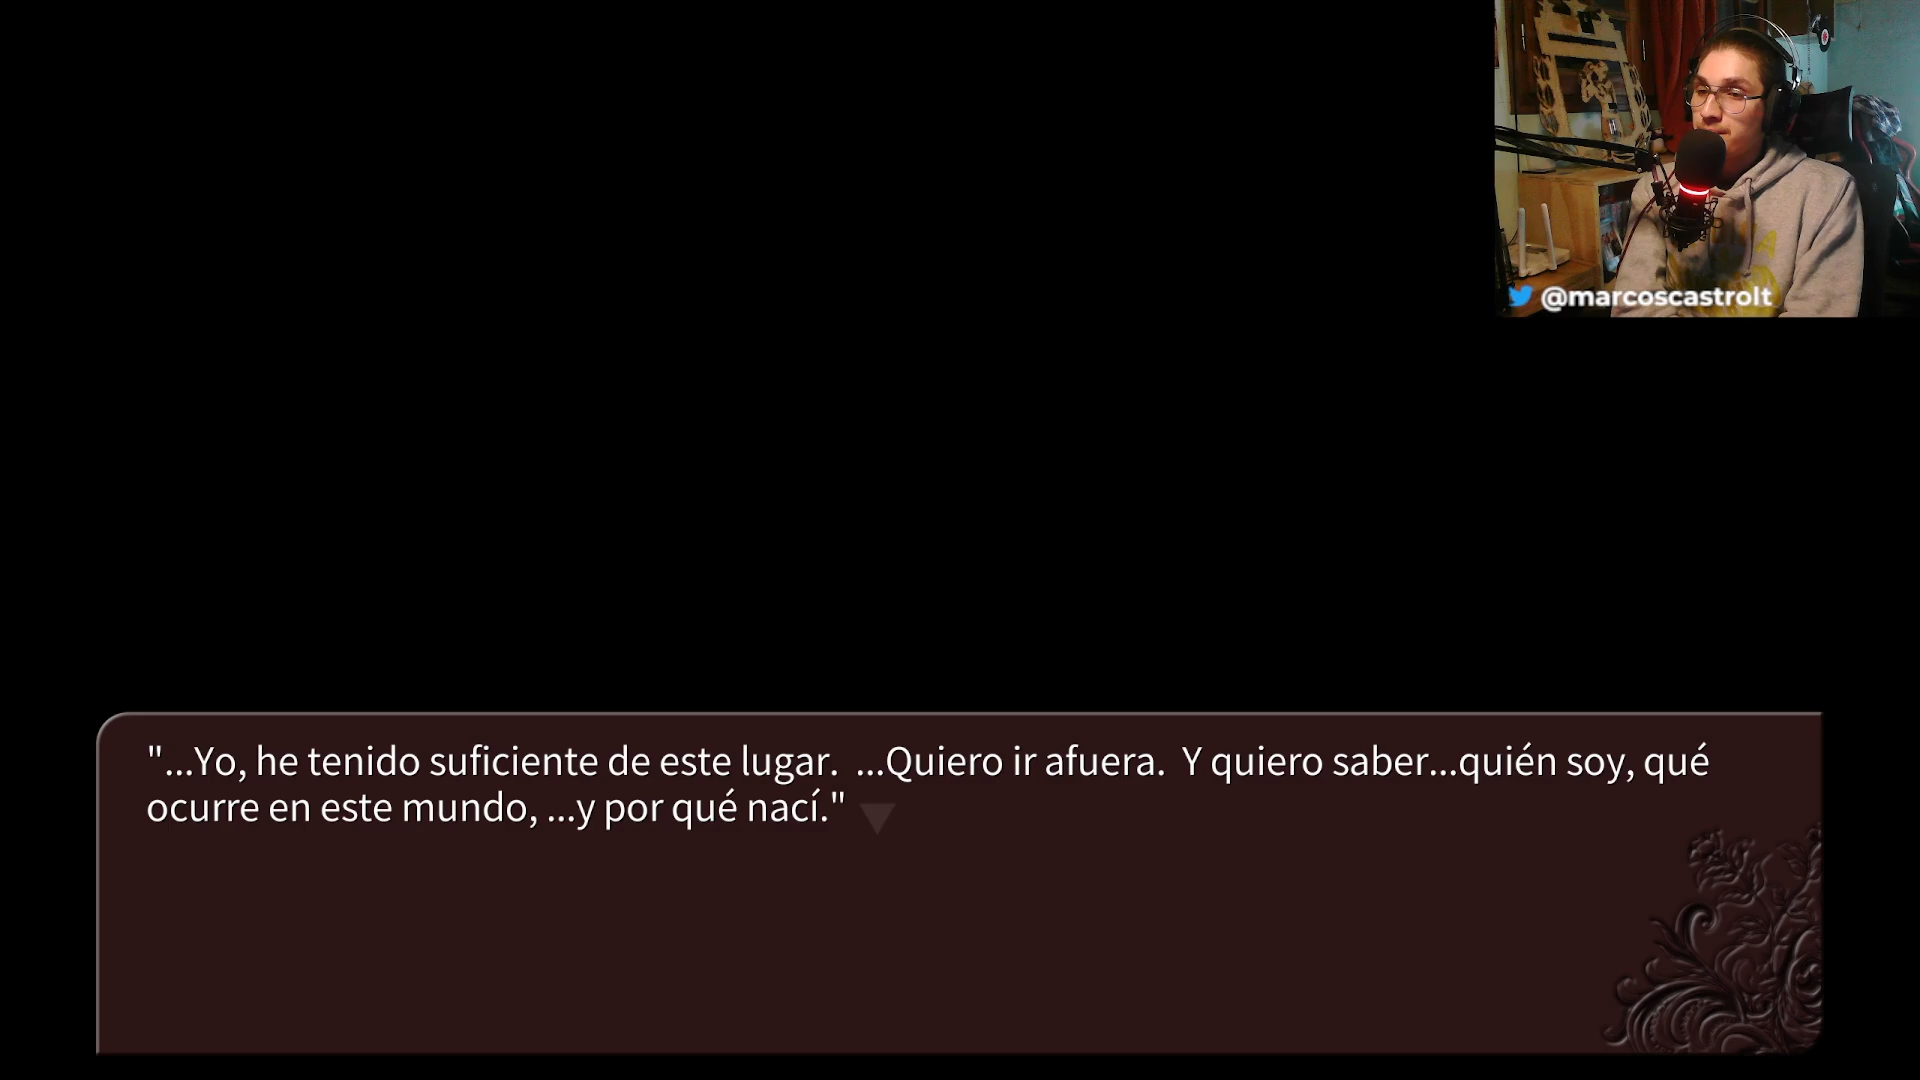 @marcoscastrolt
"...Yo, he tenido suficiente de este lugar.  ...Quiero ir afuera.  Y quiero saber...quién soy, qué
ocurre en este mundo, ...y por qué nací."